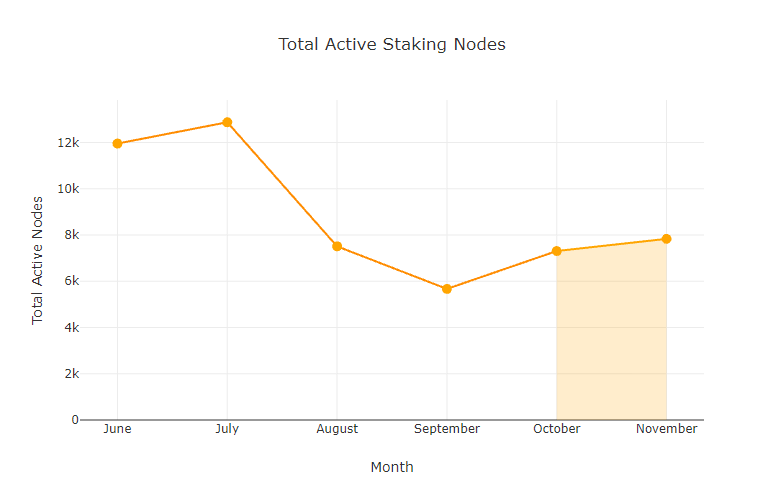 Total Active Staking Nodes
Total Active Nodes
12k
10k
8k
6k
4k
2k
0
June July August September October November
Month